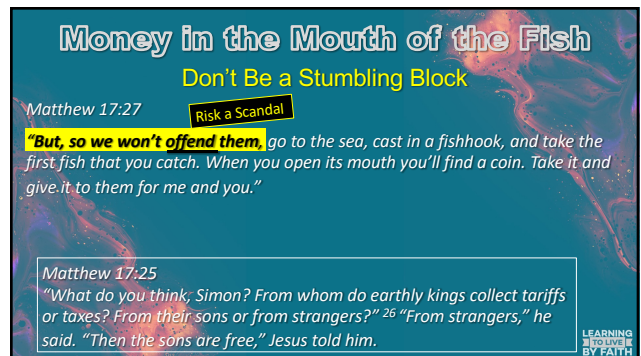 Money in the Mouth of the Fish
Don't Be a Stumbling Block
Matthew 17:27
Risk a Scandal
"But, so we won't offend them, go to the sea, cast in a fishhook, and take the
first fish that you catch. When you open its mouth you'll find a coin. Take it and
give it to them for me and you."
Matthew 17:25
"What do you think, Simon? From whom do earthly kings collect tariffs
or taxes? From their sons or from strangers?" 26 "From strangers," he
said. "Then the sons are free," Jesus told him.
LEARNING
TO LIVE
BY FAITH